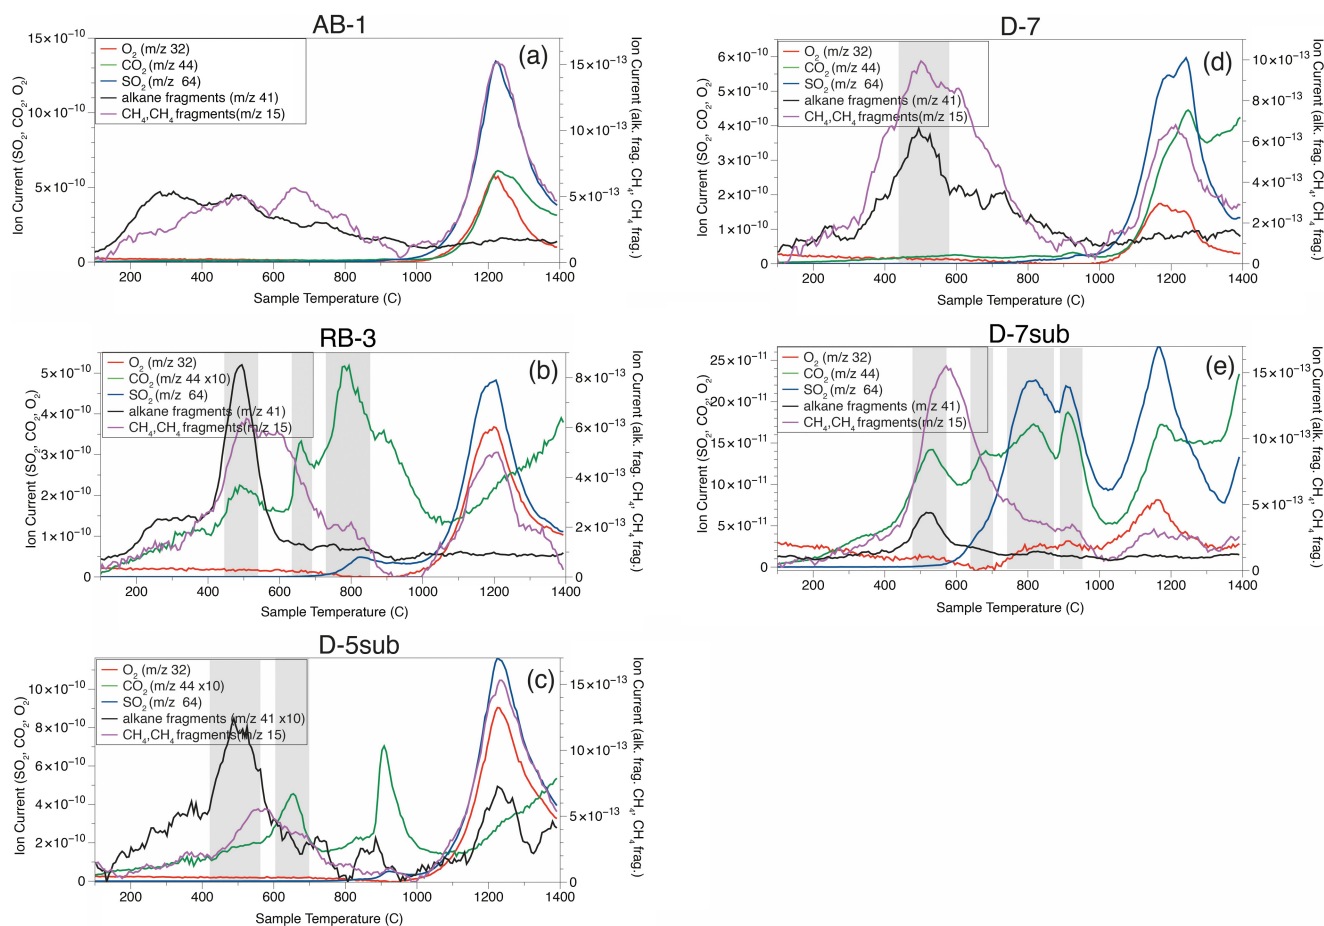 AB-1
(a)
O₂ (m/z 32)
CO₂ (m/z 44)
SO₂ (m/z 64)
alkane fragments (m/z 41)
CH₄,CH₄ fragments(m/z 15)
Ion Current (SO₂, CO₂, O₂)
15×10⁻¹⁰
10×10⁻¹⁰
5×10⁻¹⁰
0
Ion Current (alk. frag. CH₄, CH₄ frag.)
15×10⁻¹³
10×10⁻¹³
5×10⁻¹³
0
200 400 600 800 1000 1200 1400
Sample Temperature (C)
D-7
(d)
O₂ (m/z 32)
CO₂ (m/z 44)
SO₂ (m/z 64)
alkane fragments (m/z 41)
CH₄,CH₄ fragments(m/z 15)
Ion Current (SO₂, CO₂, O₂)
6×10⁻¹⁰
5×10⁻¹⁰
4×10⁻¹⁰
3×10⁻¹⁰
2×10⁻¹⁰
1×10⁻¹⁰
0
Ion Current (alk. frag. CH₄, CH₄ frag.)
10×10⁻¹³
8×10⁻¹³
6×10⁻¹³
4×10⁻¹³
2×10⁻¹³
0
200 400 600 800 1000 1200 1400
Sample Temperature (C)
RB-3
(b)
O₂ (m/z 32)
CO₂ (m/z 44 x10)
SO₂ (m/z 64)
alkane fragments (m/z 41)
CH₄,CH₄ fragments(m/z 15)
Ion Current (SO₂, CO₂, O₂)
5×10⁻¹⁰
4×10⁻¹⁰
3×10⁻¹⁰
2×10⁻¹⁰
1×10⁻¹⁰
0
Ion Current (alk. frag. CH₄, CH₄ frag.)
8×10⁻¹³
6×10⁻¹³
4×10⁻¹³
2×10⁻¹³
0
200 400 600 800 1000 1200 1400
Sample Temperature (C)
D-7sub
(e)
O₂ (m/z 32)
CO₂ (m/z 44)
SO₂ (m/z 64)
alkane fragments (m/z 41)
CH₄,CH₄ fragments(m/z 15)
Ion Current (SO₂, CO₂, O₂)
25×10⁻¹¹
20×10⁻¹¹
15×10⁻¹¹
10×10⁻¹¹
5×10⁻¹¹
0
Ion Current (alk. frag. CH₄, CH₄ frag.)
15×10⁻¹³
10×10⁻¹³
5×10⁻¹³
0
200 400 600 800 1000 1200 1400
Sample Temperature (C)
D-5sub
(c)
O₂ (m/z 32)
CO₂ (m/z 44 x10)
SO₂ (m/z 64)
alkane fragments (m/z 41 x10)
CH₄,CH₄ fragments(m/z 15)
Ion Current (SO₂, CO₂, O₂)
10×10⁻¹⁰
8×10⁻¹⁰
6×10⁻¹⁰
4×10⁻¹⁰
2×10⁻¹⁰
0
Ion Current (alk. frag. CH₄, CH₄ frag.)
15×10⁻¹³
10×10⁻¹³
5×10⁻¹³
0
200 400 600 800 1000 1200 1400
Sample Temperature (C)